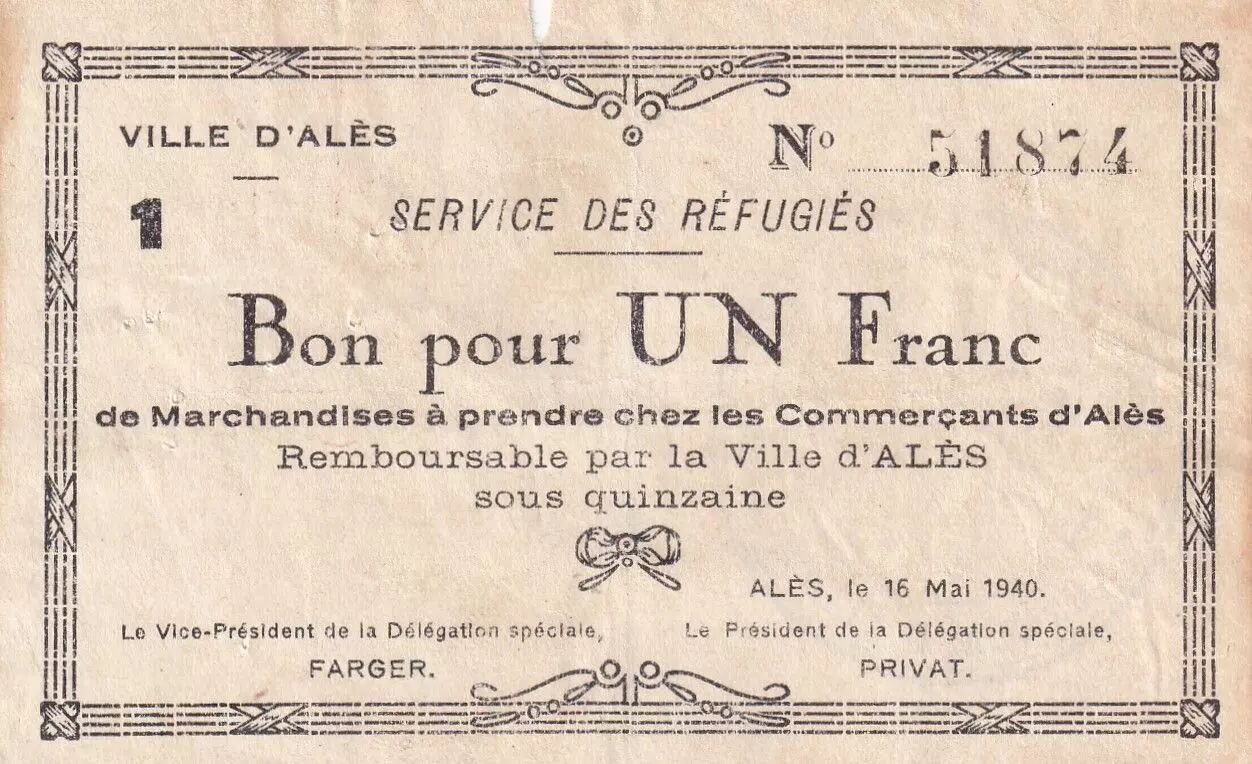 VILLE D'ALÈS
Nº 51874
1
SERVICE DES RÉFUGIÉS
Bon pour UN Franc
de Marchandises à prendre chez les Commerçants d'Alès
Remboursable par la Ville d'ALÈS
sous quinzaine
ALÈS, le 16 Mai 1940.
Le Vice-Président de la Délégation spéciale,
FARGER.
Le Président de la Délégation spéciale,
PRIVAT.